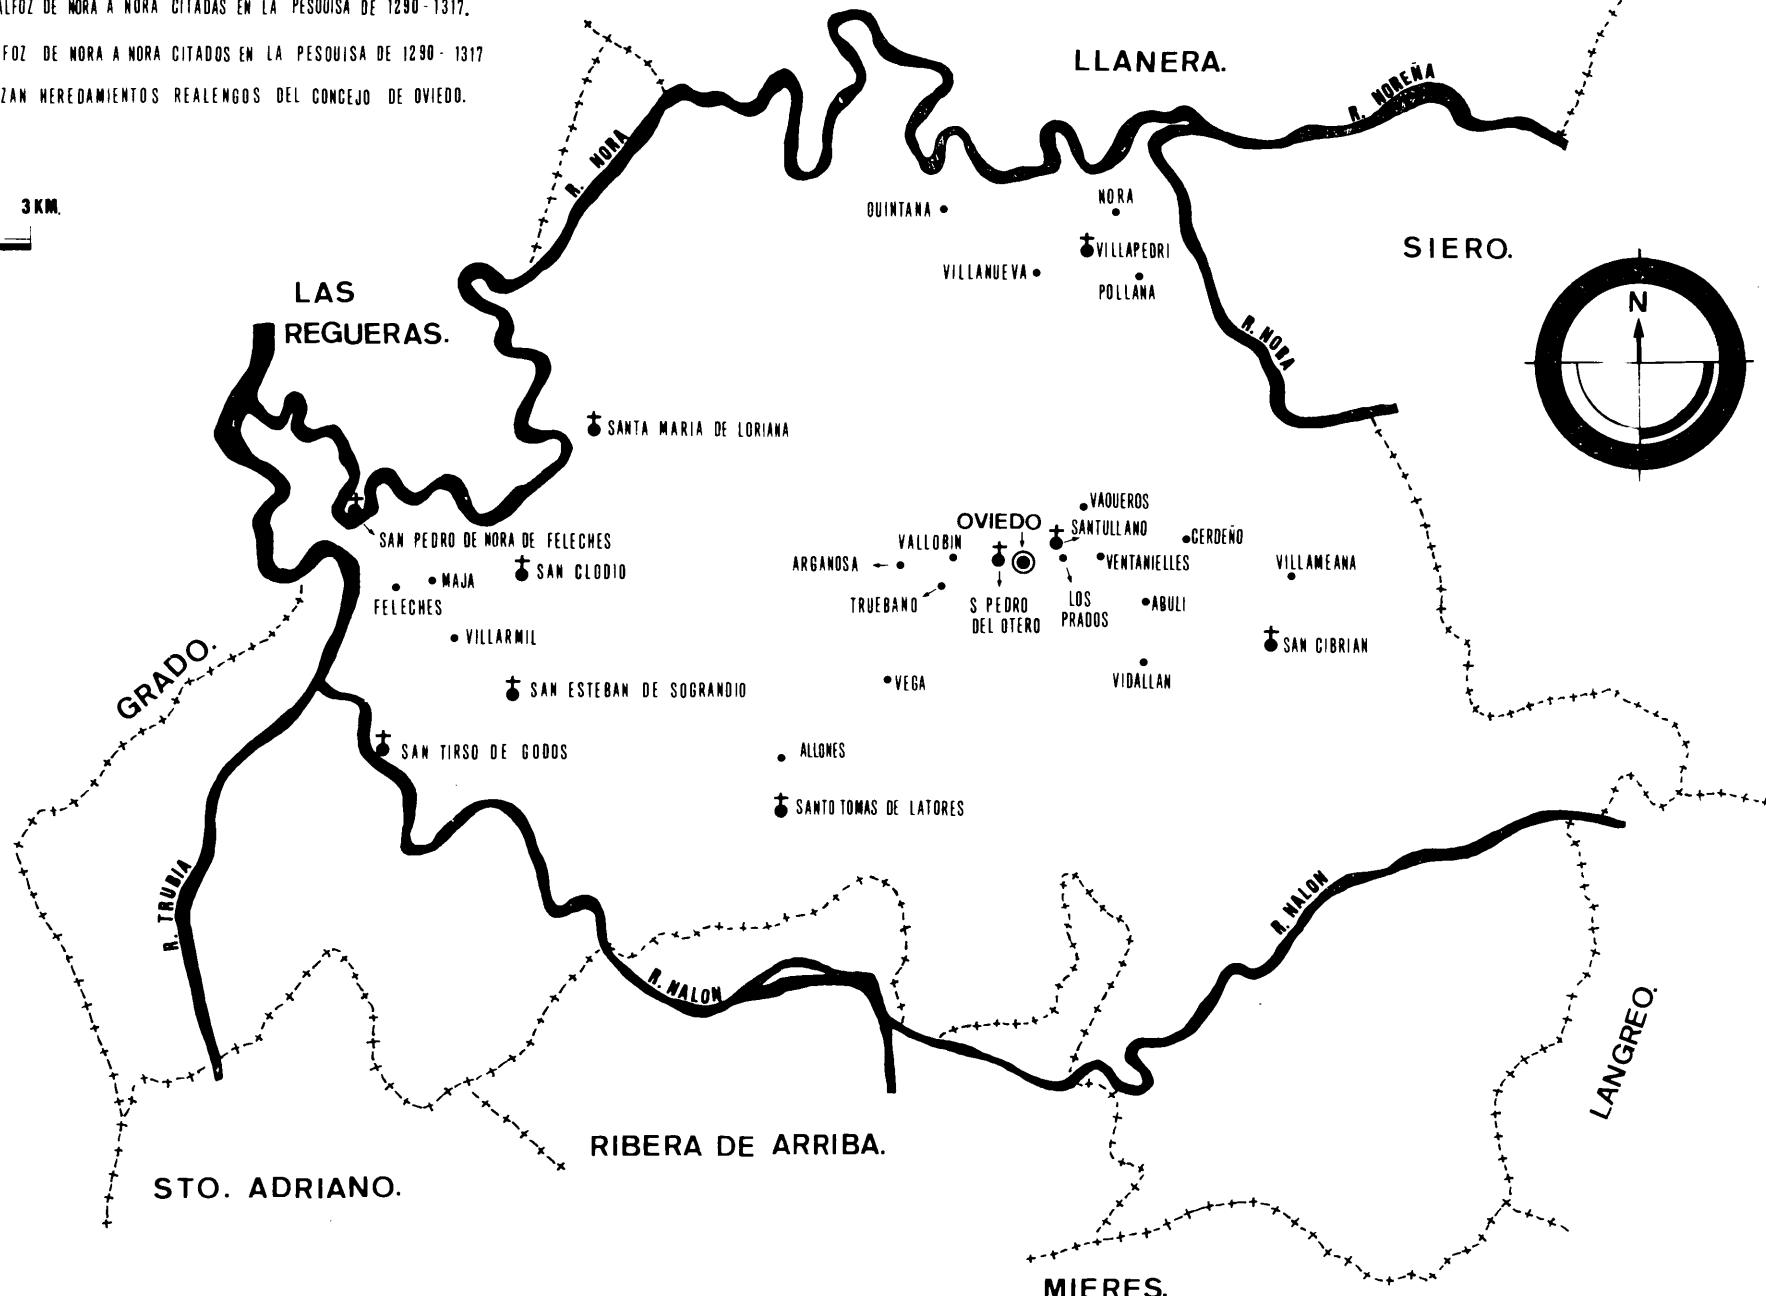 ALFOZ DE NORA A NORA CITADAS EN LA PESQUISA DE 1290-1317.
FOZ DE NORA A NORA CITADOS EN LA PESQUISA DE 1290-1317
ZAN HEREDAMIENTOS REALENGOS DEL CONCEJO DE OVIEDO.
3 KM.
LLANERA.
R. NOREÑA
R. NORA
QUINTANA
NORA
VILLAPEDRI
VILLANUEVA
POLLANA
SIERO.
N
LAS
REGUERAS.
R. NORA
SANTA MARIA DE LORIANA
SAN PEDRO DE NORA DE FELECHES
VAQUEROS
OVIEDO
SANTULLANO
VALLOBIN
CERDEÑO
ARGANOSA
VENTANIELLES
VILLAMEANA
SAN CLODIO
MAJA
FELECHES
TRUEBANO
S PEDRO
DEL OTERO
LOS
PRADOS
ABULI
VILLARMIL
SAN CIBRIAN
GRADO.
SAN ESTEBAN DE SOGRANDIO
VEGA
VIDALLAN
SAN TIRSO DE GODOS
ALLONES
SANTO TOMAS DE LATORES
R. TRUBIA
R. NALON
R. NALON
LANGREO.
RIBERA DE ARRIBA.
STO. ADRIANO.
MIERES.